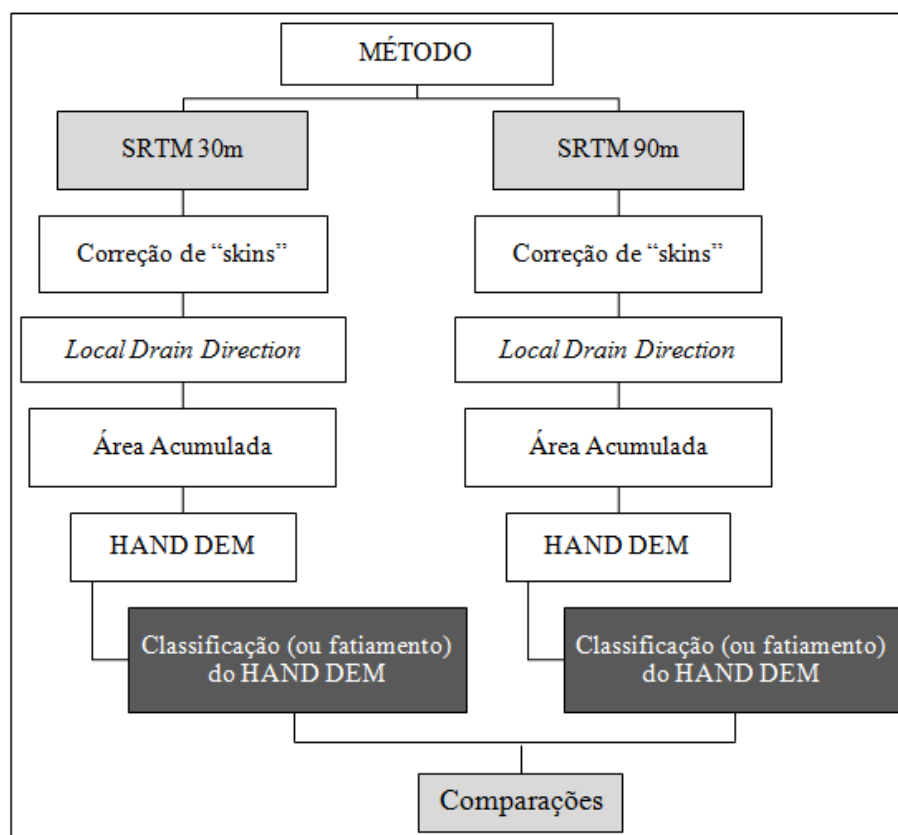 MÉTODO
SRTM 30m
SRTM 90m
Correção de “skins”
Correção de “skins”
Local Drain Direction
Local Drain Direction
Área Acumulada
Área Acumulada
HAND DEM
HAND DEM
Classificação (ou fatiamento)
do HAND DEM
Classificação (ou fatiamento)
do HAND DEM
Comparações